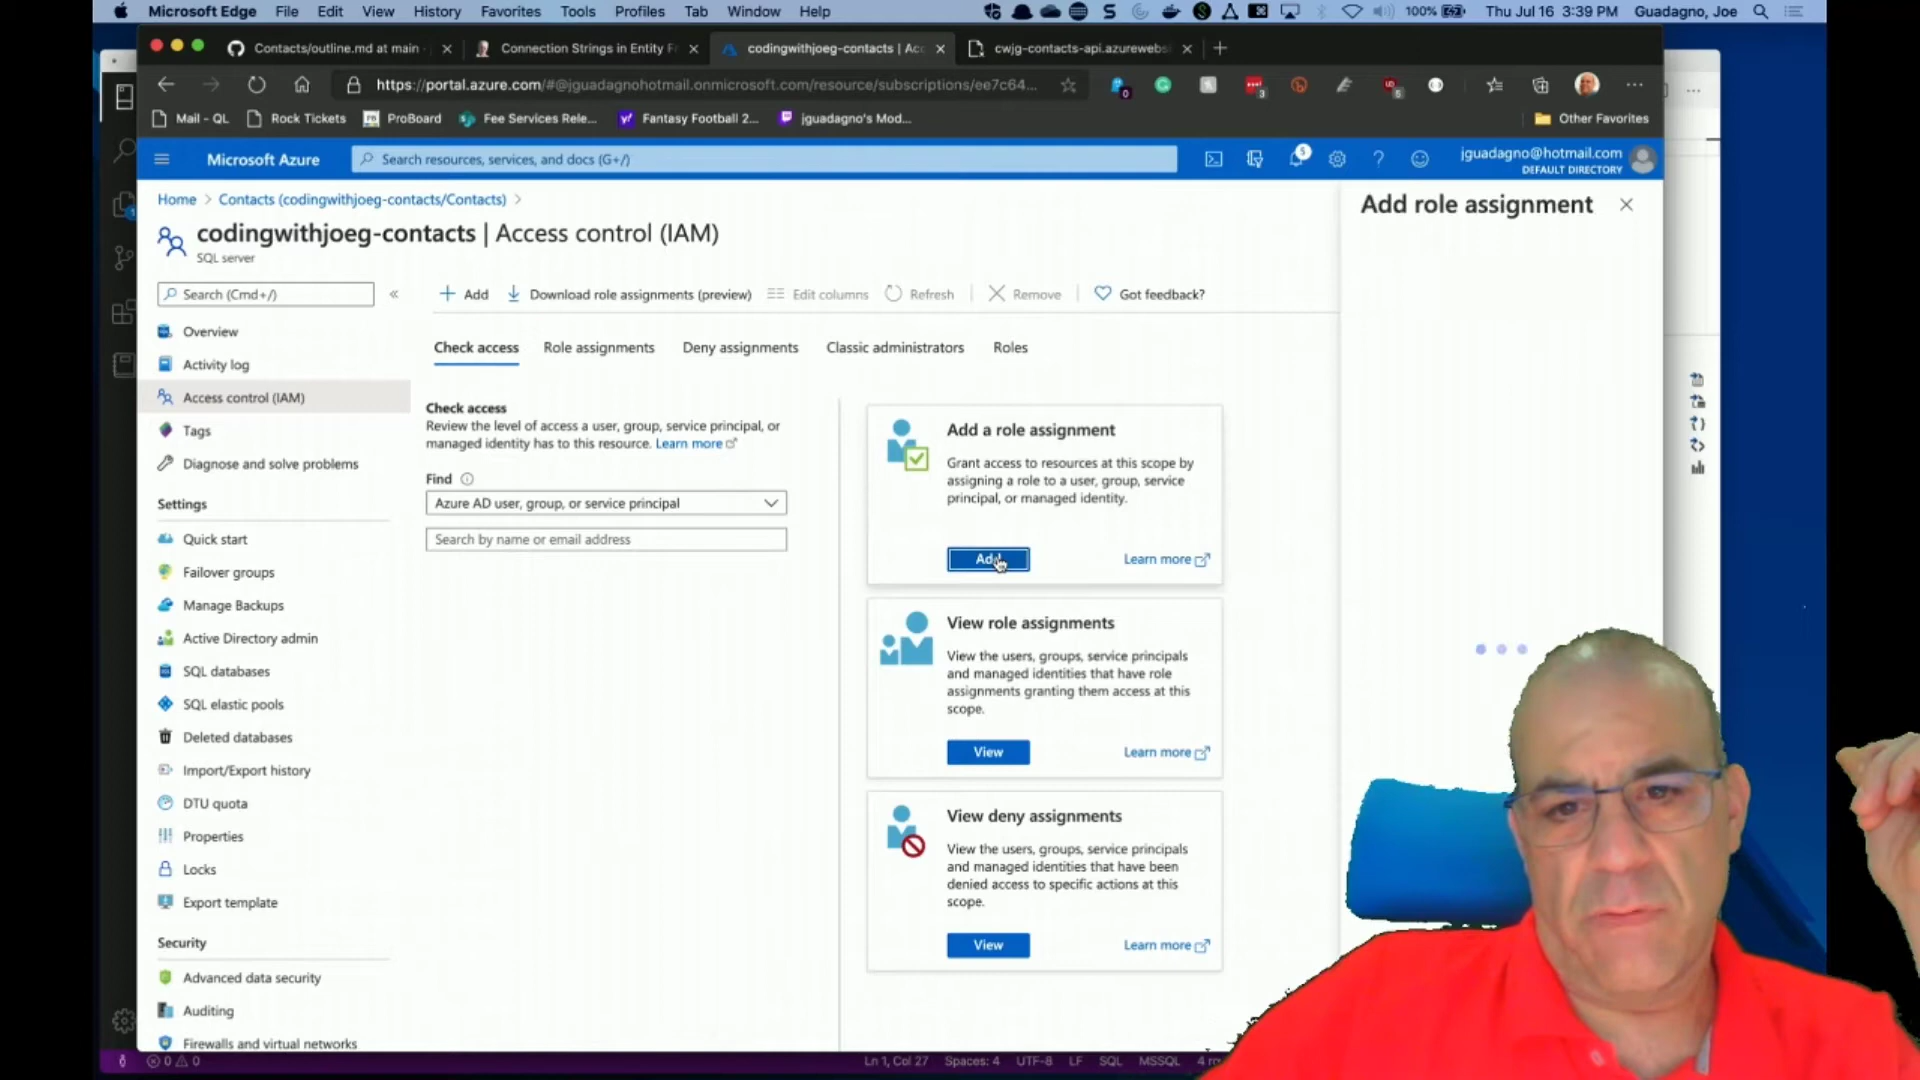 Microsoft Edge File Edit View History Favorites Tools Profiles Tab Window Help 100% Thu Jul 16 3:39 PM Guadagno, Joe
Contacts/outline.md at main Connection Strings in Entity Fr codingwithjoeg-contacts | Acc cwjg-contacts-api.azurewebs
https://portal.azure.com/#@jguadagnohotmail.onmicrosoft.com/resource/subscriptions/ee7c64...
Mail - QL Rock Tickets ProBoard Fee Services Rele... Fantasy Football 2... jguadagno's Mod... Other Favorites
Microsoft Azure Search resources, services, and docs (G+/) 5 jguadagno@hotmail.com
DEFAULT DIRECTORY
Home > Contacts (codingwithjoeg-contacts/Contacts) >
codingwithjoeg-contacts | Access control (IAM)
SQL server
Add role assignment
Search (Cmd+/)
Add Download role assignments (preview) Edit columns Refresh Remove Got feedback?
Overview
Activity log
Access control (IAM)
Tags
Diagnose and solve problems
Settings
Quick start
Failover groups
Manage Backups
Active Directory admin
SQL databases
SQL elastic pools
Deleted databases
Import/Export history
DTU quota
Properties
Locks
Export template
Security
Advanced data security
Auditing
Firewalls and virtual networks
Check access Role assignments Deny assignments Classic administrators Roles
Check access
Review the level of access a user, group, service principal, or
managed identity has to this resource. Learn more
Find
Azure AD user, group, or service principal
Search by name or email address
Add a role assignment
Grant access to resources at this scope by
assigning a role to a user, group, service
principal, or managed identity.
Add Learn more
View role assignments
View the users, groups, service principals
and managed identities that have role
assignments granting them access at this
scope.
View Learn more
View deny assignments
View the users, groups, service principals
and managed identities that have been
denied access to specific actions at this
scope.
View Learn more
0 0 Ln 1, Col 27 Spaces: 4 UTF-8 LF SQL MSSQL 4